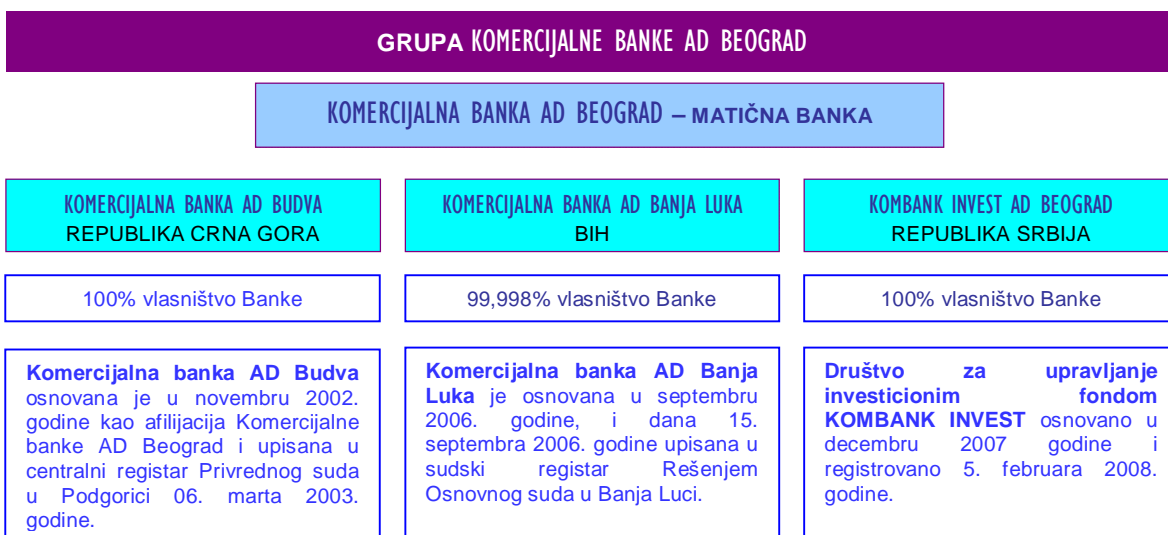 GRUPA KOMERCIJALNE BANKE AD BEOGRAD
KOMERCIJALNA BANKA AD BEOGRAD – MATIČNA BANKA
KOMERCIJALNA BANKA AD BUDVA
REPUBLIKA CRNA GORA
100% vlasništvo Banke
Komercijalna banka AD Budva
osnovana je u novembru 2002.
godine kao afilijacija Komercijalne
banke AD Beograd i upisana u
centralni registar Privrednog suda
u Podgorici 06. marta 2003.
godine.
KOMERCIJALNA BANKA AD BANJA LUKA
BIH
99,998% vlasništvo Banke
Komercijalna banka AD Banja
Luka je osnovana u septembru
2006. godine, i dana 15.
septembra 2006. godine upisana u
sudski registar Rešenjem
Osnovnog suda u Banja Luci.
KOMBANK INVEST AD BEOGRAD
REPUBLIKA SRBIJA
100% vlasništvo Banke
Društvo za upravljanje
investicionim fondom
KOMBANK INVEST osnovano u
decembru 2007 godine i
registrovano 5. februara 2008.
godine.